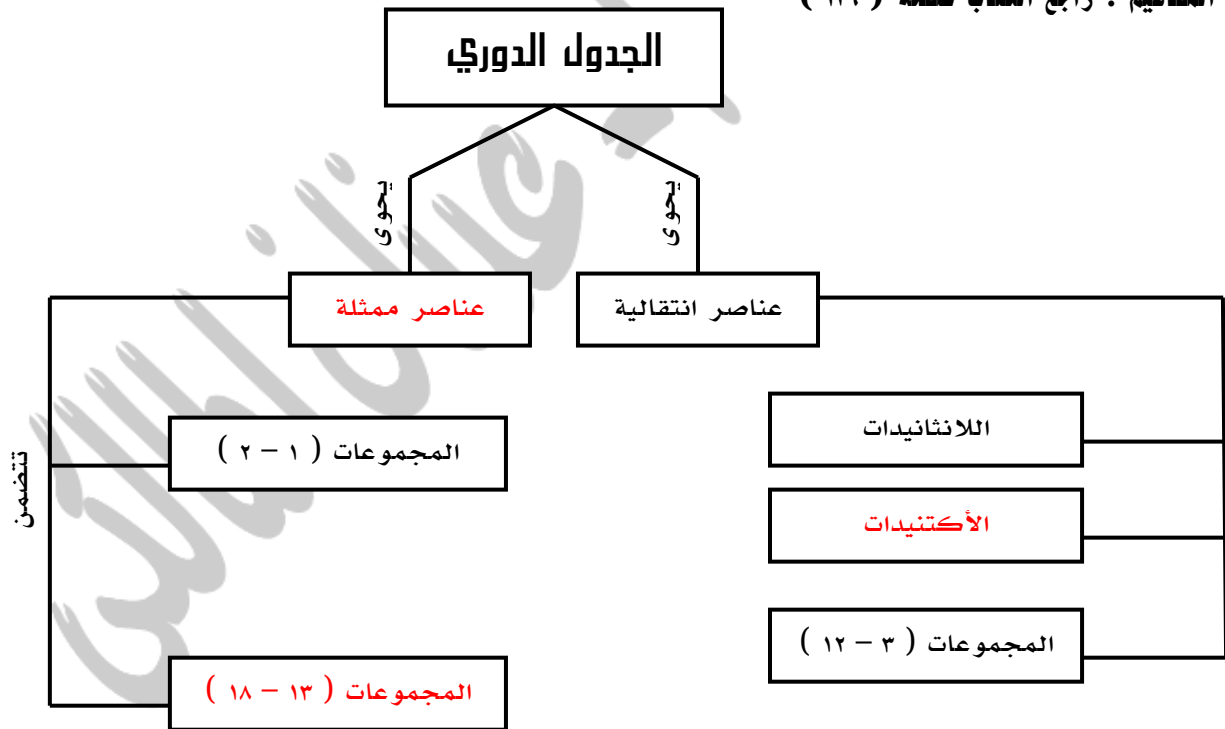 الجدول الدوري
يحوى
يحوى
عناصر انتقالية
عناصر ممثلة
اللانثانيدات
الأكتنيدات
المجموعات ( ٣ – ١٢ )
تتضمن
المجموعات ( ١ – ٢ )
المجموعات ( ١٣ – ١٨ )